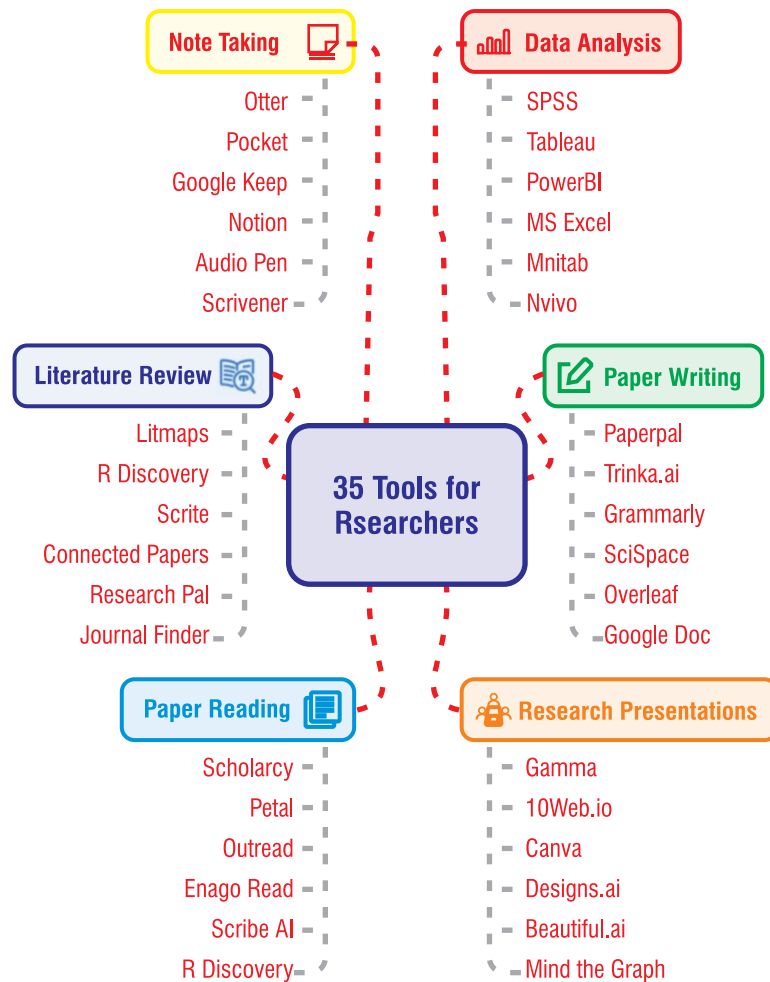 Note Taking
Otter
Pocket
Google Keep
Notion
Audio Pen
Scrivener
Data Analysis
SPSS
Tableau
PowerBI
MS Excel
Mnitab
Nvivo
Literature Review
T
Litmaps
R Discovery
Scrite
Connected Papers
Research Pal
Journal Finder
35 Tools for
Rsearchers
Paper Writing
Paperpal
Trinka.ai
Grammarly
SciSpace
Overleaf
Google Doc
Paper Reading
Scholarcy
Petal
Outread
Enago Read
Scribe AI
R Discovery
Research Presentations
Gamma
10Web.io
Canva
Designs.ai
Beautiful.ai
Mind the Graph